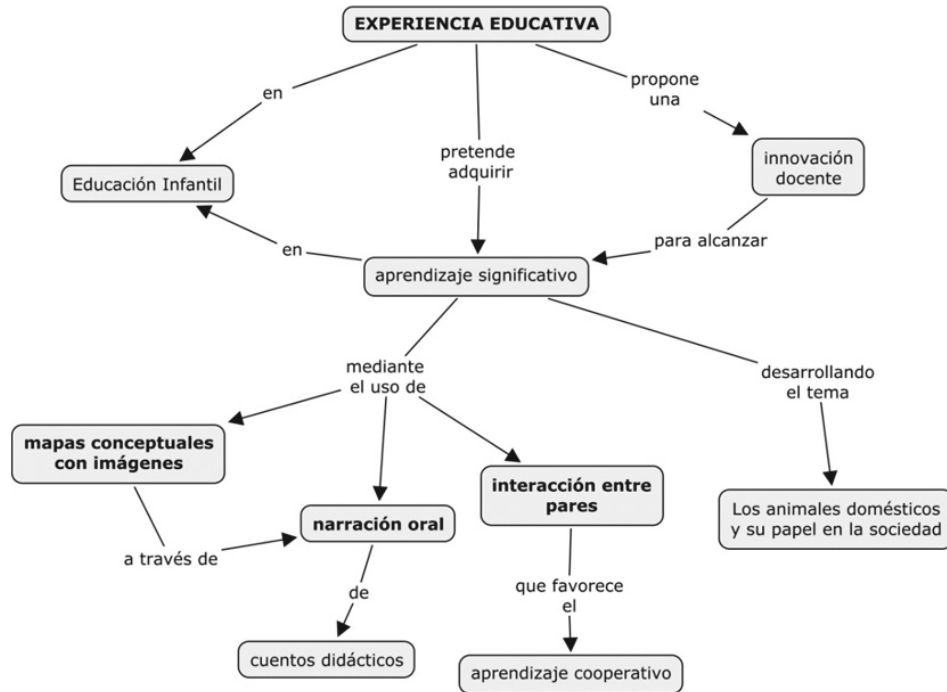 EXPERIENCIA EDUCATIVA
en
propone
una
pretende
adquirir
Educación Infantil
innovación
docente
en
para alcanzar
aprendizaje significativo
mediante
el uso de
desarrollando
el tema
mapas conceptuales
con imágenes
interacción entre
pares
narración oral
Los animales domésticos
y su papel en la sociedad
a través de
de
que favorece
el
cuentos didácticos
aprendizaje cooperativo